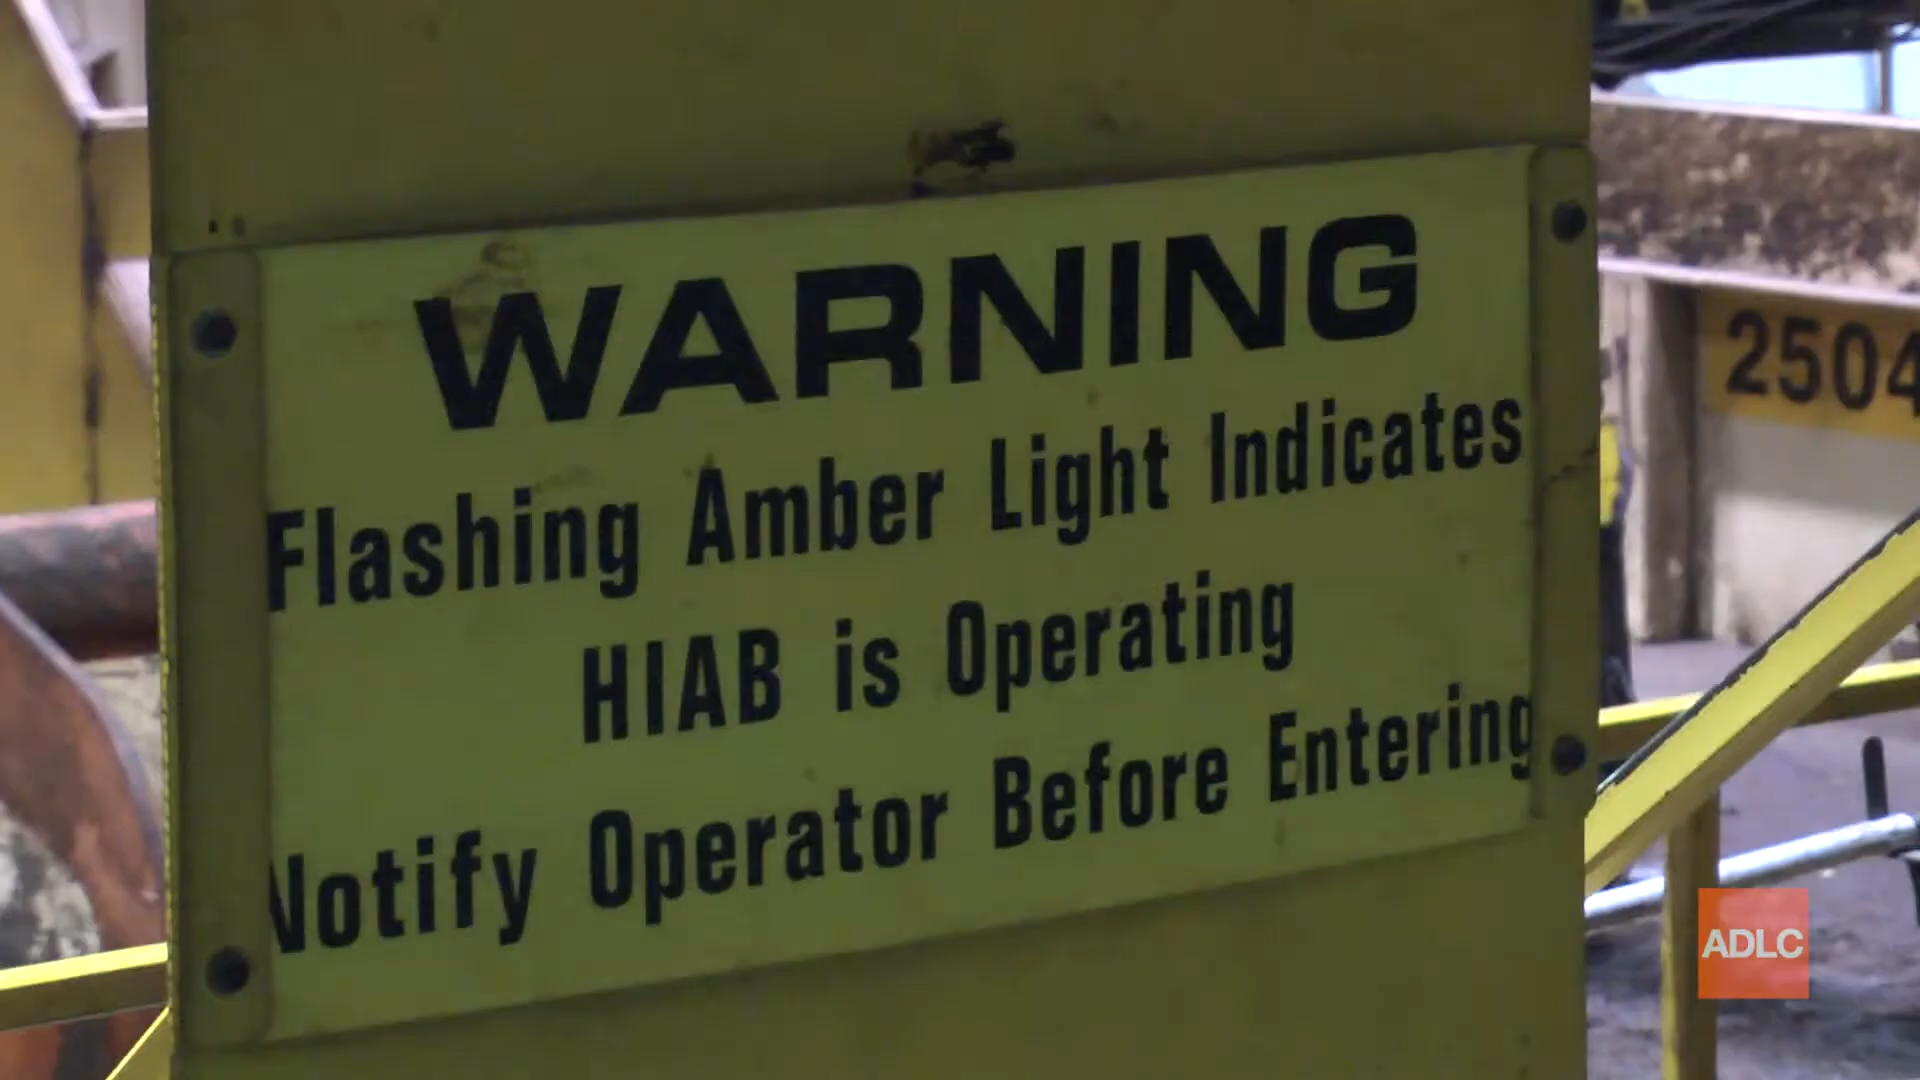 WARNING
Flashing Amber Light Indicates
HIAB is Operating
Notify Operator Before Entering
2504
ADLC